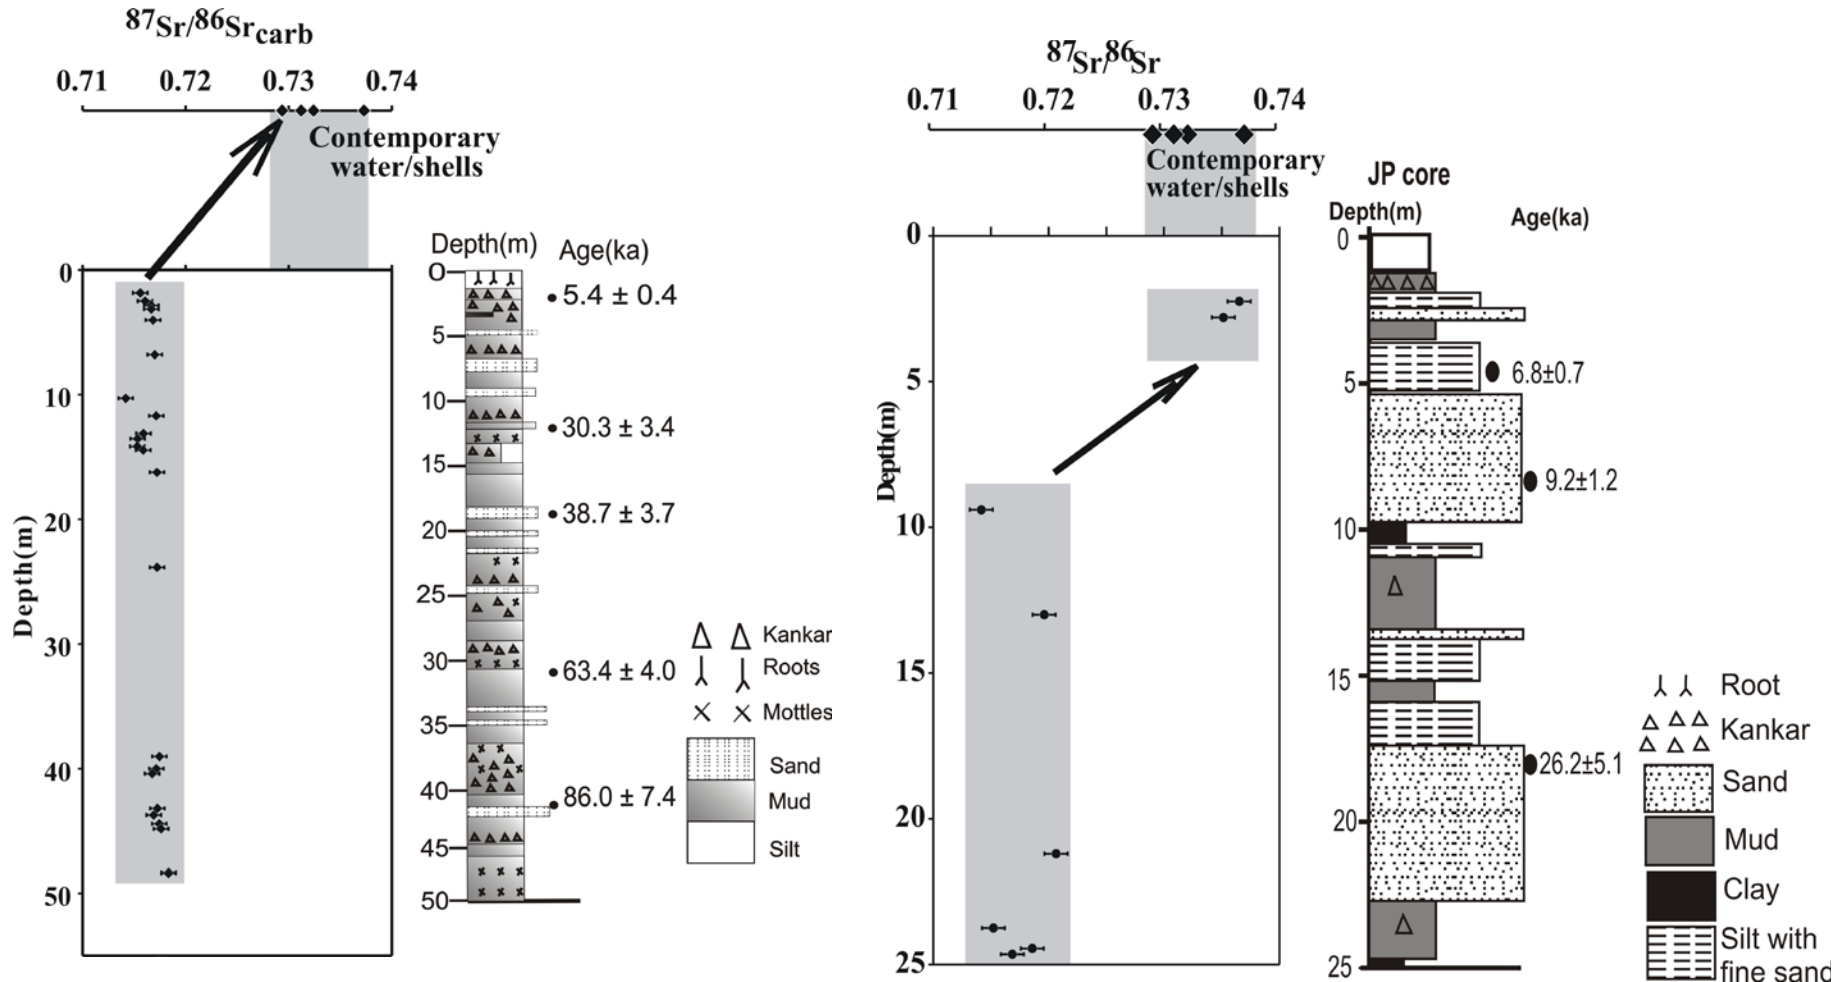 87Sr/86Srcarb
0.71 0.72 0.73 0.74
Contemporary
water/shells
Depth(m)
0
10
20
30
40
50
Depth(m) Age(ka)
0
5
10
15
20
25
30
35
40
45
50
5.4 ± 0.4
30.3 ± 3.4
38.7 ± 3.7
63.4 ± 4.0
86.0 ± 7.4
Kankar
Roots
Mottles
Sand
Mud
Silt
87Sr/86Sr
0.71 0.72 0.73 0.74
Contemporary
water/shells
Depth(m)
0
5
10
15
20
25
JP core
Depth(m) Age(ka)
0
5
10
15
20
25
6.8±0.7
9.2±1.2
26.2±5.1
Root
Kankar
Sand
Mud
Clay
Silt with
fine sand